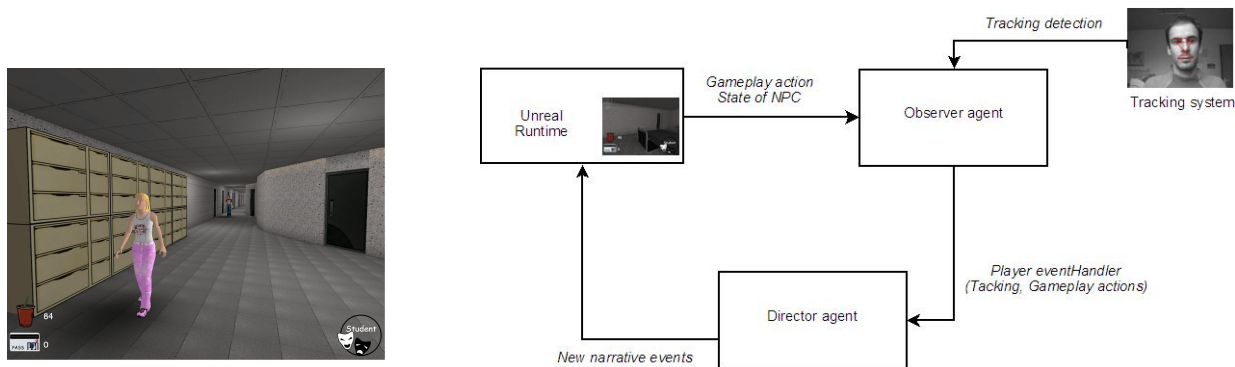 84
PASS
0
Student
Unreal
Runtime
Gameplay action
State of NPC
Tracking detection
Observer agent
Tracking system
Player eventHandler
(Tacking, Gameplay actions)
Director agent
New narrative events